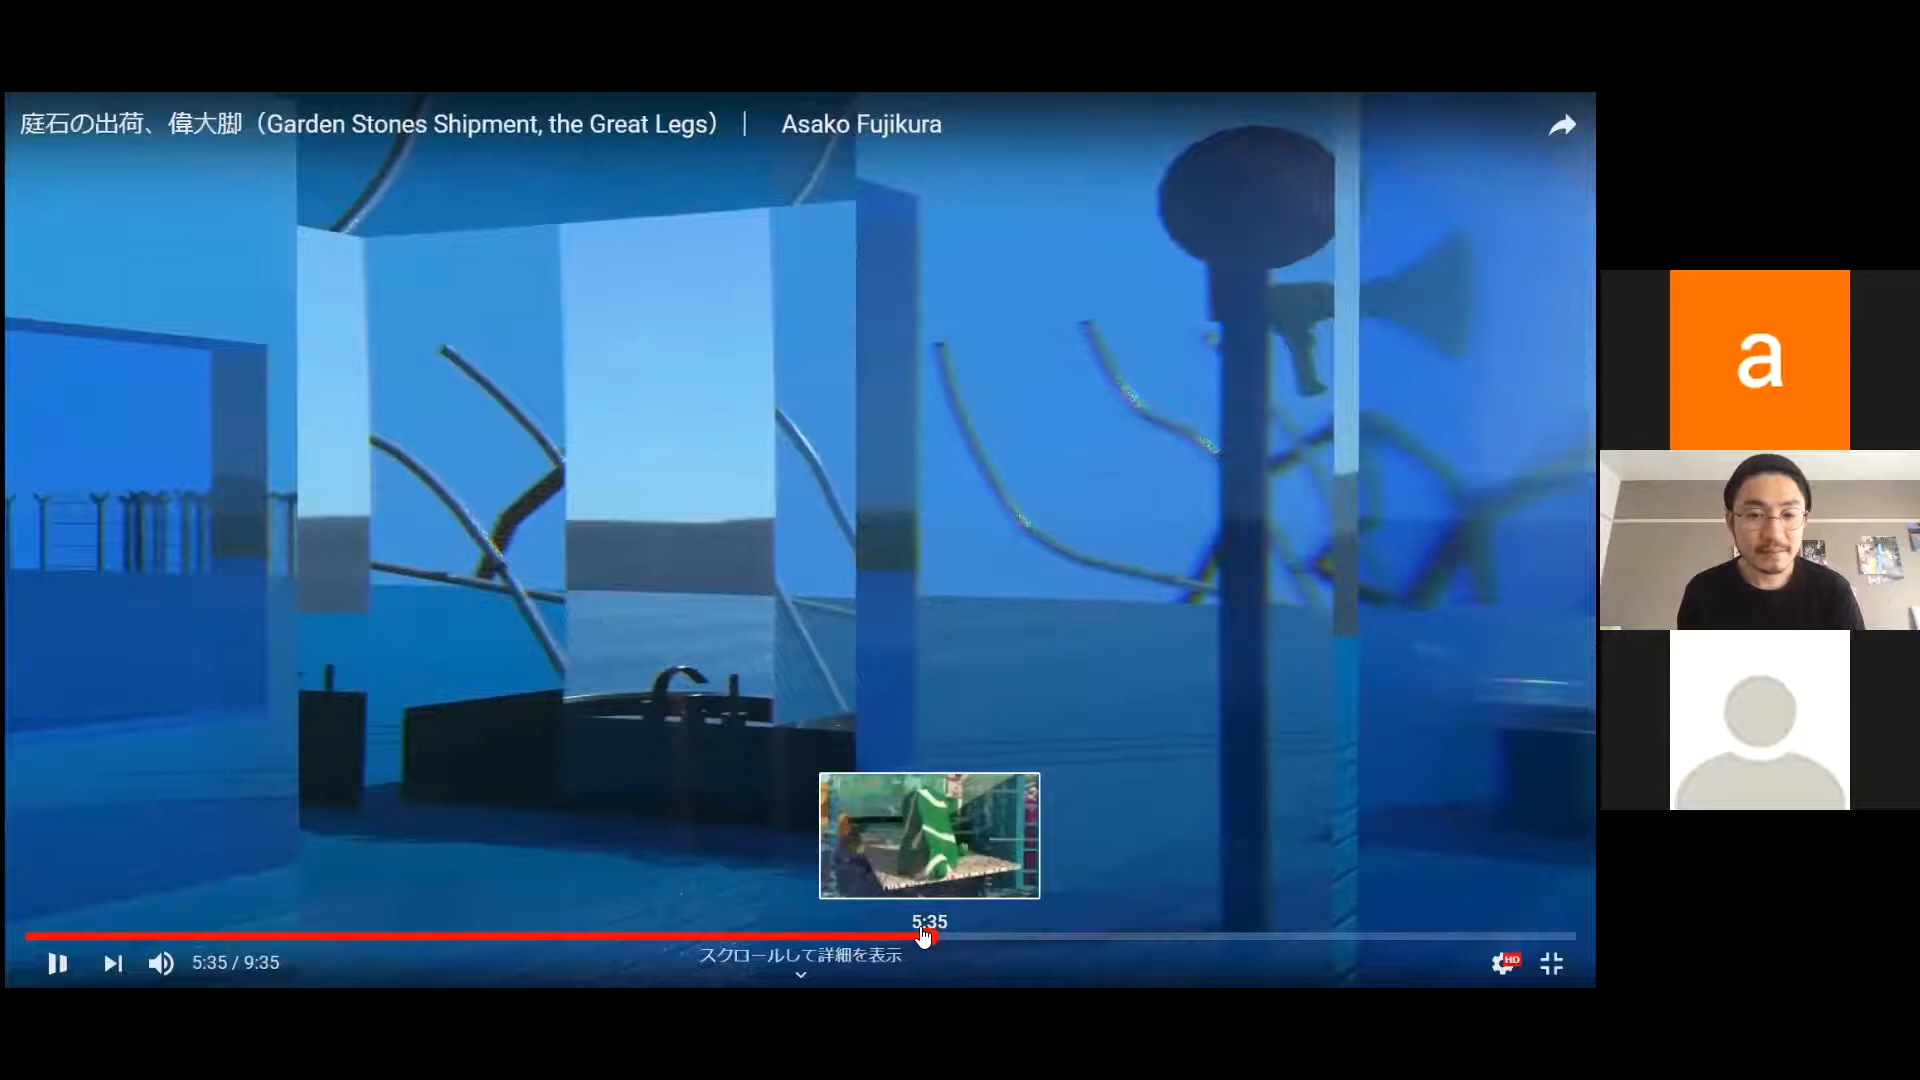 庭石の出荷、偉大脚（Garden Stones Shipment, the Great Legs）｜ Asako Fujikura
a
5:35
スクロールして詳細を表示
5:35 / 9:35
HD